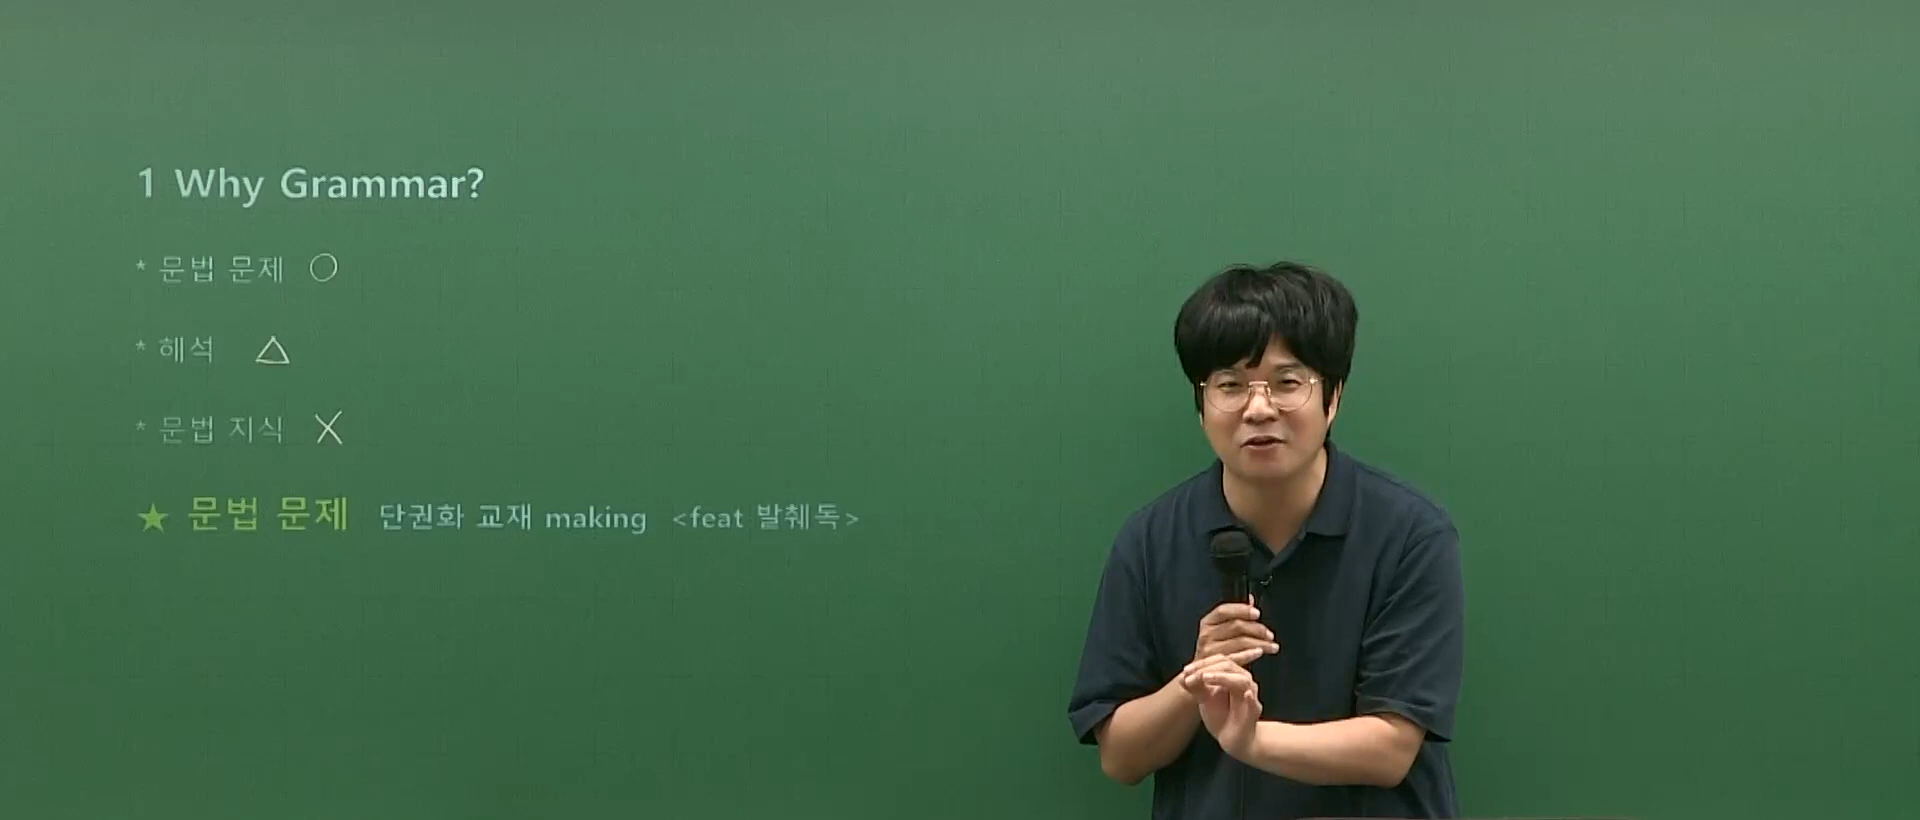 1 Why Grammar?
* 문법 문제 ○
* 해석 △
* 문법 지식 X
★ 문법 문제 단권화 교재 making <feat 발췌독>